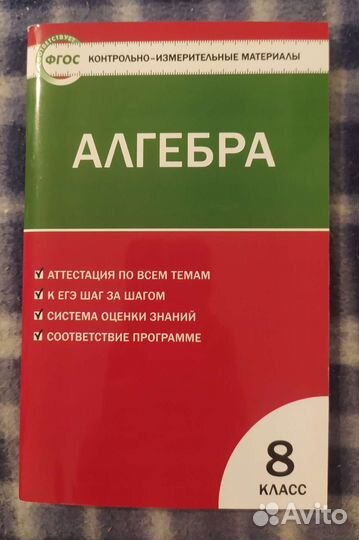 СООТВЕТСТВУЕТ
ФГОС
КОНТРОЛЬНО-ИЗМЕРИТЕЛЬНЫЕ МАТЕРИАЛЫ
АЛГЕБРА
АТТЕСТАЦИЯ ПО ВСЕМ ТЕМАМ
К ЕГЭ ШАГ ЗА ШАГОМ
СИСТЕМА ОЦЕНКИ ЗНАНИЙ
СООТВЕТСТВИЕ ПРОГРАММЕ
8
КЛАСС
Avito